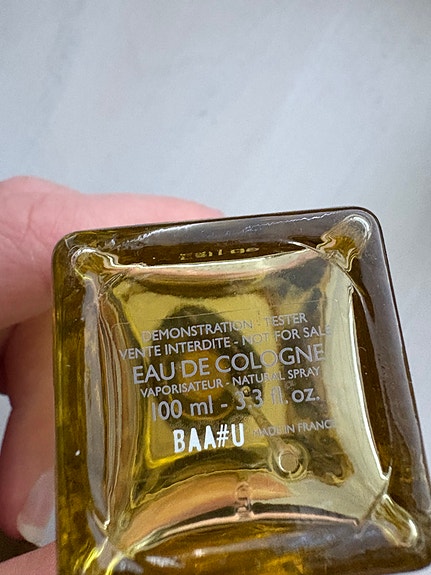 DEMONSTRATION - TESTER
VENTE INTERDITE - NOT FOR SALE
EAU DE COLOGNE
VAPORISATEUR - NATURAL SPRAY
100 ml - 3.3 fl.oz.
BAA#U MADE IN FRANCE